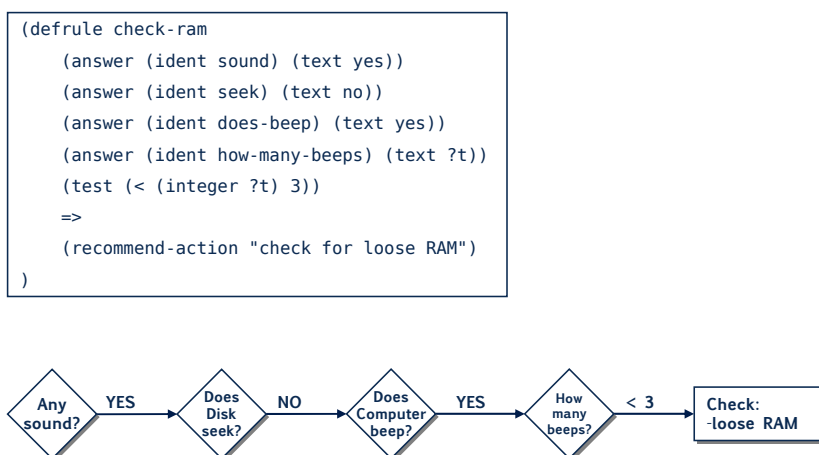 (defrule check-ram
(answer (ident sound) (text yes))
(answer (ident seek) (text no))
(answer (ident does-beep) (text yes))
(answer (ident how-many-beeps) (text ?t))
(test (< (integer ?t) 3))
=>
(recommend-action "check for loose RAM")
)
Any
sound?
YES
Does
Disk
seek?
NO
Does
Computer
beep?
YES
How
many
beeps?
< 3
Check:
-loose RAM